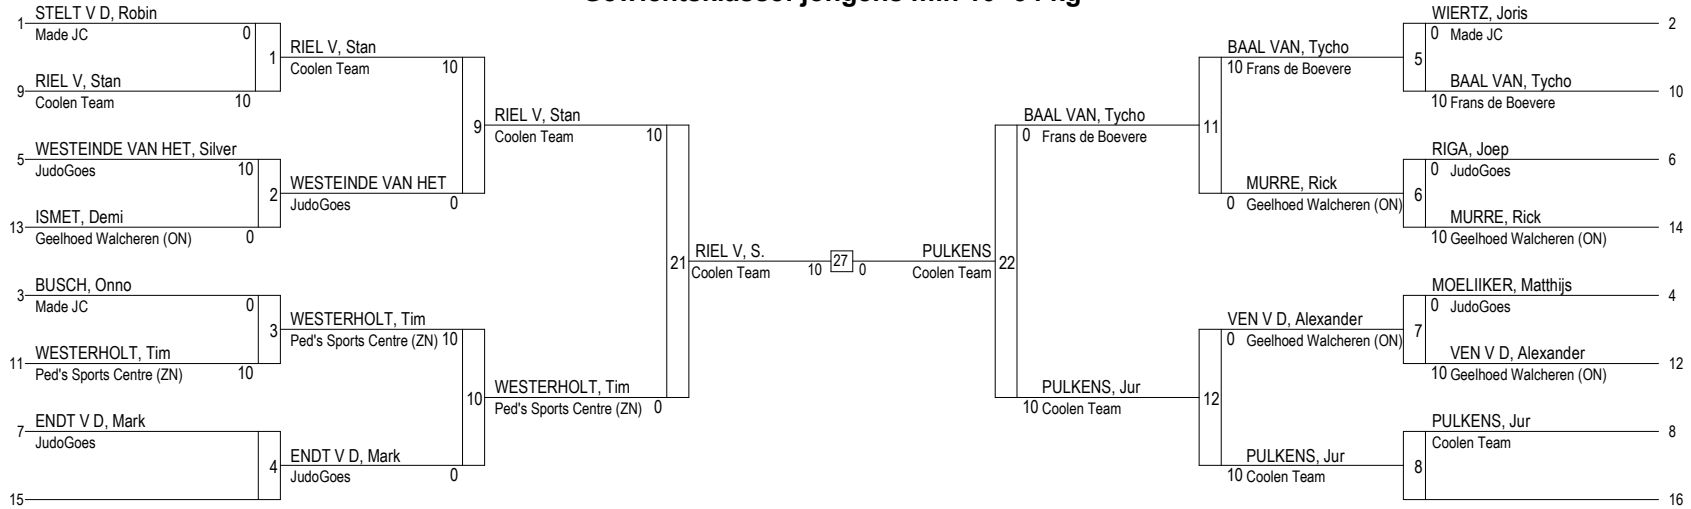 1 STELT V D, Robin
Made JC 0
1
9 RIEL V, Stan
Coolen Team 10
RIEL V, Stan
Coolen Team 10
5 WESTEINDE VAN HET, Silver
JudoGoes 10
2
13 ISMET, Demi
Geelhoed Walcheren (ON) 0
WESTEINDE VAN HET
JudoGoes 0
9
RIEL V, Stan
Coolen Team 10
3 BUSCH, Onno
Made JC 0
3
11 WESTERHOLT, Tim
Ped's Sports Centre (ZN) 10
WESTERHOLT, Tim
Ped's Sports Centre (ZN) 10
7 ENDT V D, Mark
JudoGoes
4
15
ENDT V D, Mark
JudoGoes 0
10
WESTERHOLT, Tim
Ped's Sports Centre (ZN) 0
21
RIEL V, S.
Coolen Team 10
27
PULKENS
0 Coolen Team
22
BAAL VAN, Tycho
0 Frans de Boevere
11
PULKENS, Jur
10 Coolen Team
12
BAAL VAN, Tycho
10 Frans de Boevere
MURRE, Rick
0 Geelhoed Walcheren (ON)
VEN V D, Alexander
0 Geelhoed Walcheren (ON)
PULKENS, Jur
10 Coolen Team
WIERTZ, Joris 2
0 Made JC
5
BAAL VAN, Tycho 10
10 Frans de Boevere
RIGA, Joep 6
0 JudoGoes
6
MURRE, Rick 14
10 Geelhoed Walcheren (ON)
MOELIIKER, Matthijs 4
0 JudoGoes
7
VEN V D, Alexander 12
10 Geelhoed Walcheren (ON)
PULKENS, Jur 8
Coolen Team
8
16